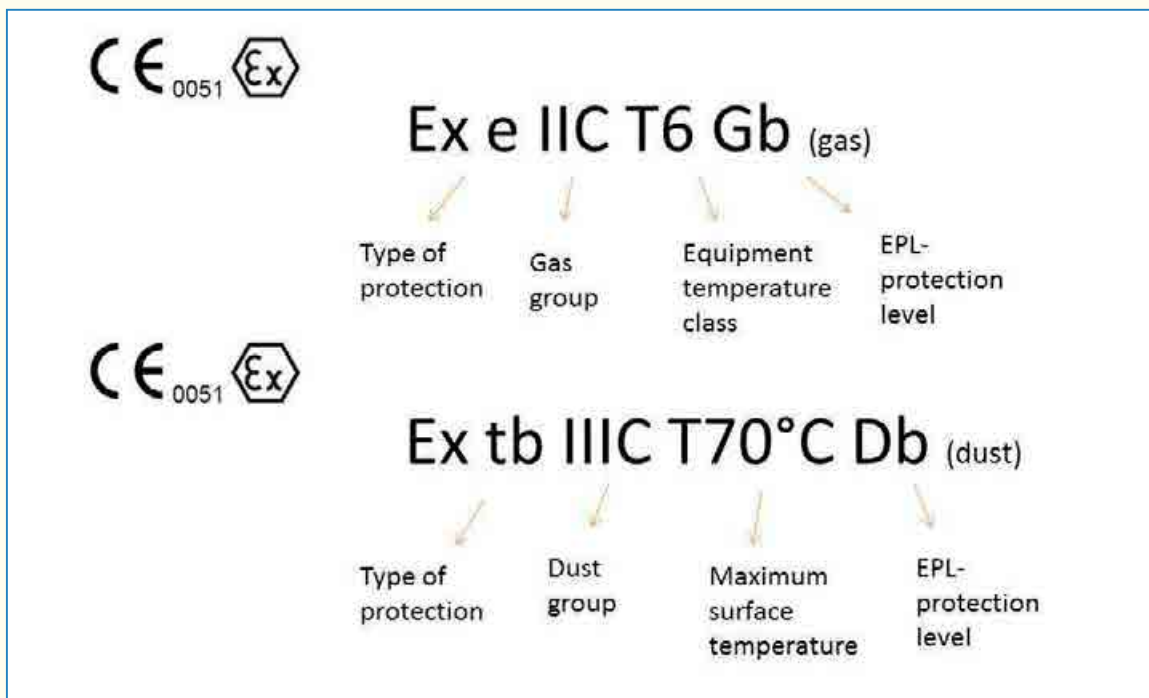 CE 0051 Ex
Ex e IIC T6 Gb (gas)
Type of
protection
Gas
group
Equipment
temperature
class
EPL-
protection
level
CE 0051 Ex
Ex tb IIIC T70°C Db (dust)
Type of
protection
Dust
group
Maximum
surface
temperature
EPL-
protection
level